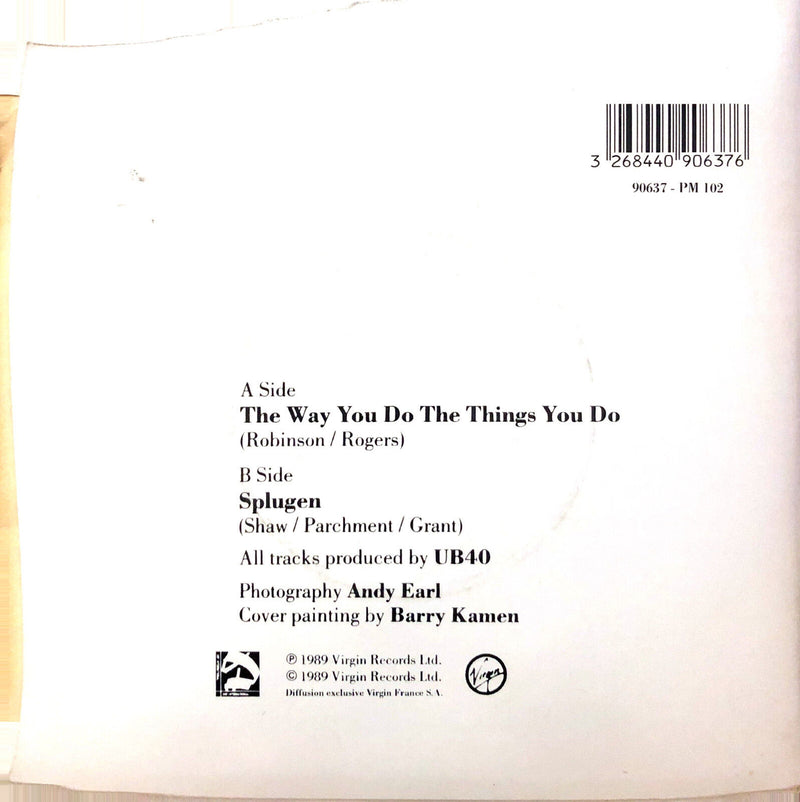 3 268440 906376
90637 - PM 102
A Side
The Way You Do The Things You Do
(Robinson / Rogers)
B Side
Splugen
(Shaw / Parchment / Grant)
All tracks produced by UB40
Photography Andy Earl
Cover painting by Barry Kamen
℗ 1989 Virgin Records Ltd.
© 1989 Virgin Records Ltd.
Diffusion exclusive Virgin France S.A.
Virgin